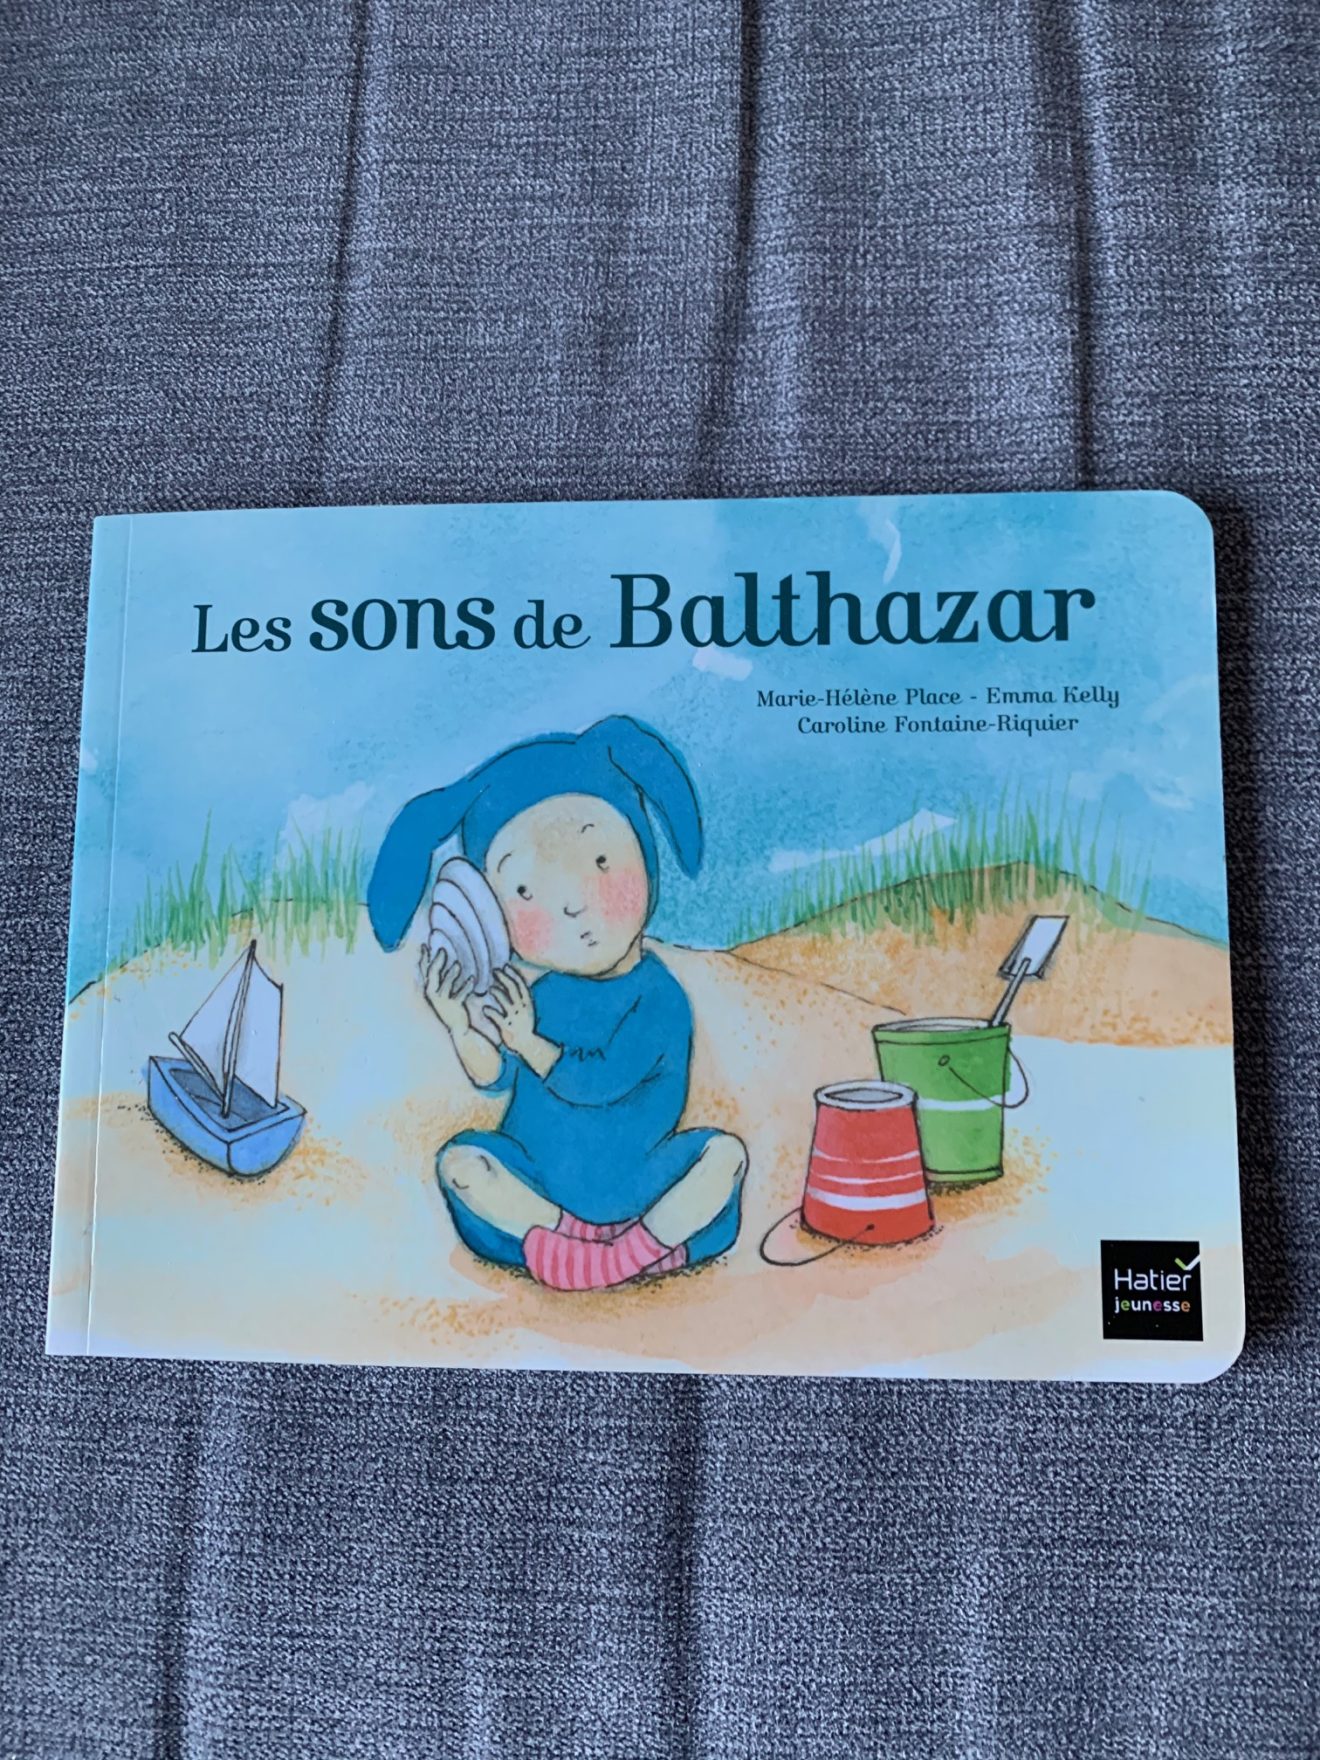 Les sons de Balthazar
Marie-Hélène Place - Emma Kelly
Caroline Fontaine-Riquier
Hatier
jeunesse